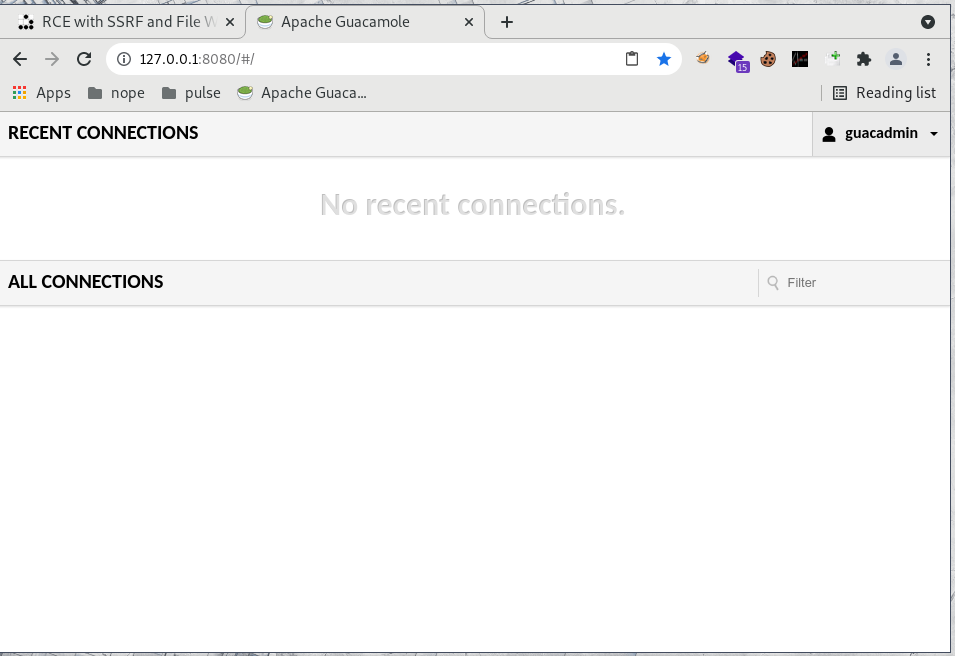 RCE with SSRF and File W
Apache Guacamole
127.0.0.1:8080/#/
15
Apps nope pulse Apache Guaca... Reading list
RECENT CONNECTIONS guacadmin
No recent connections.
ALL CONNECTIONS Filter